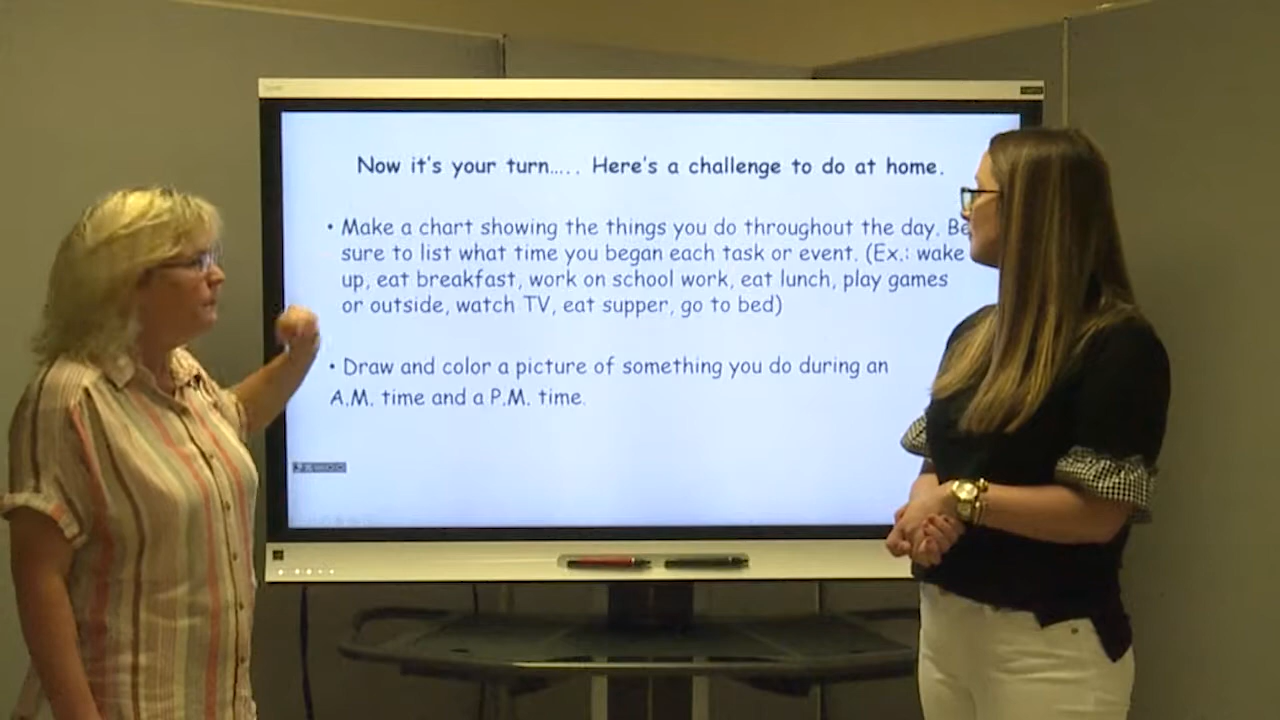 Now it's your turn..... Here's a challenge to do at home.
• Make a chart showing the things you do throughout the day. Be
sure to list what time you began each task or event. (Ex.: wake
up, eat breakfast, work on school work, eat lunch, play games
or outside, watch TV, eat supper, go to bed)
• Draw and color a picture of something you do during an
A.M. time and a P.M. time.